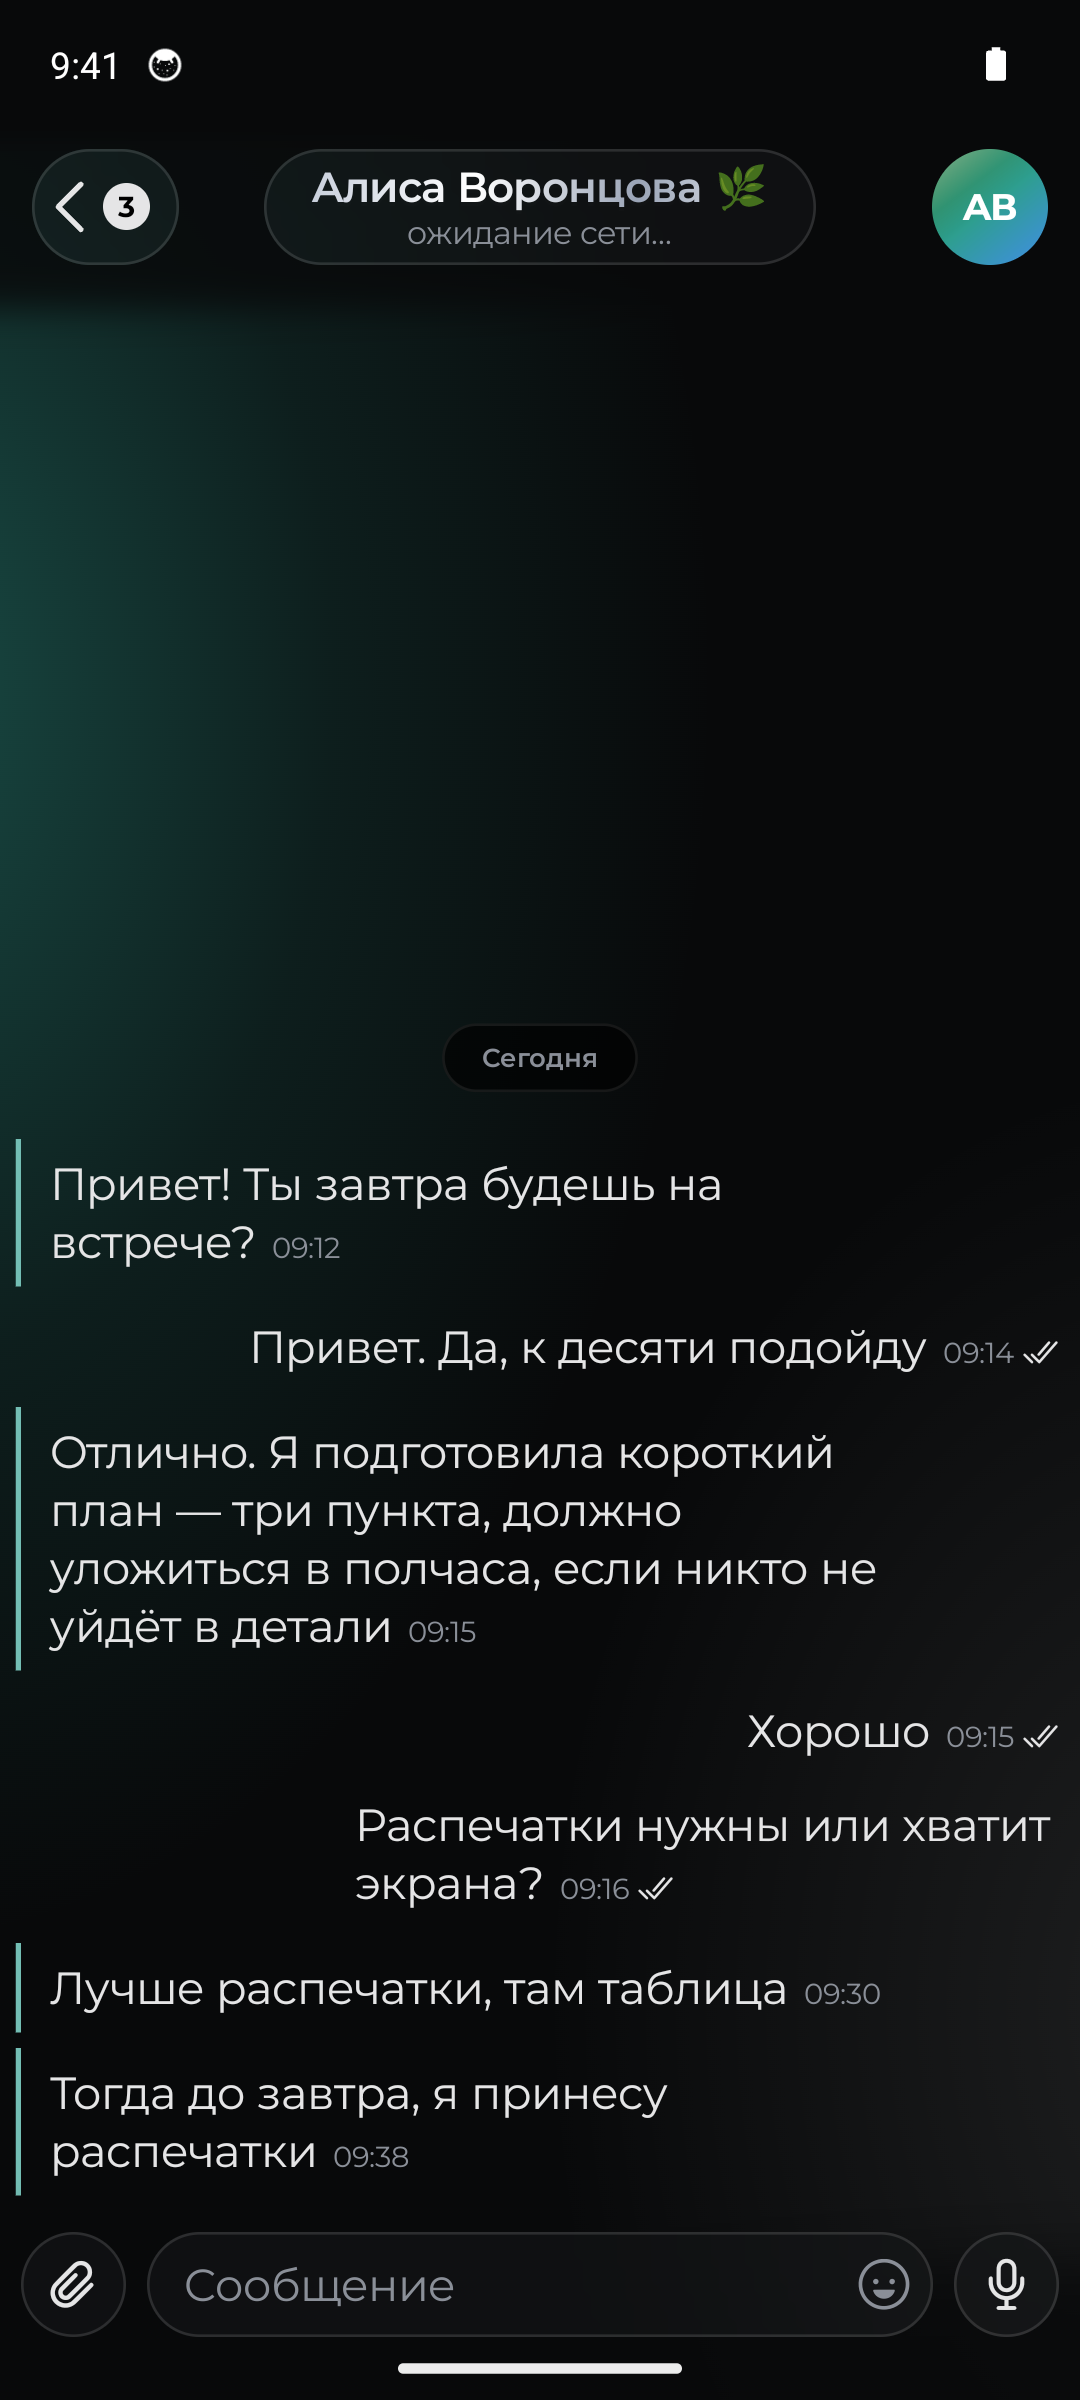 9:41
3
Алиса Воронцова 🌿
ожидание сети...
АВ
Сегодня
Привет! Ты завтра будешь на
встрече? 09:12
Привет. Да, к десяти подойду 09:14
Отлично. Я подготовила короткий
план — три пункта, должно
уложиться в полчаса, если никто не
уйдёт в детали 09:15
Хорошо 09:15
Распечатки нужны или хватит
экрана? 09:16
Лучше распечатки, там таблица 09:30
Тогда до завтра, я принесу
распечатки 09:38
Сообщение